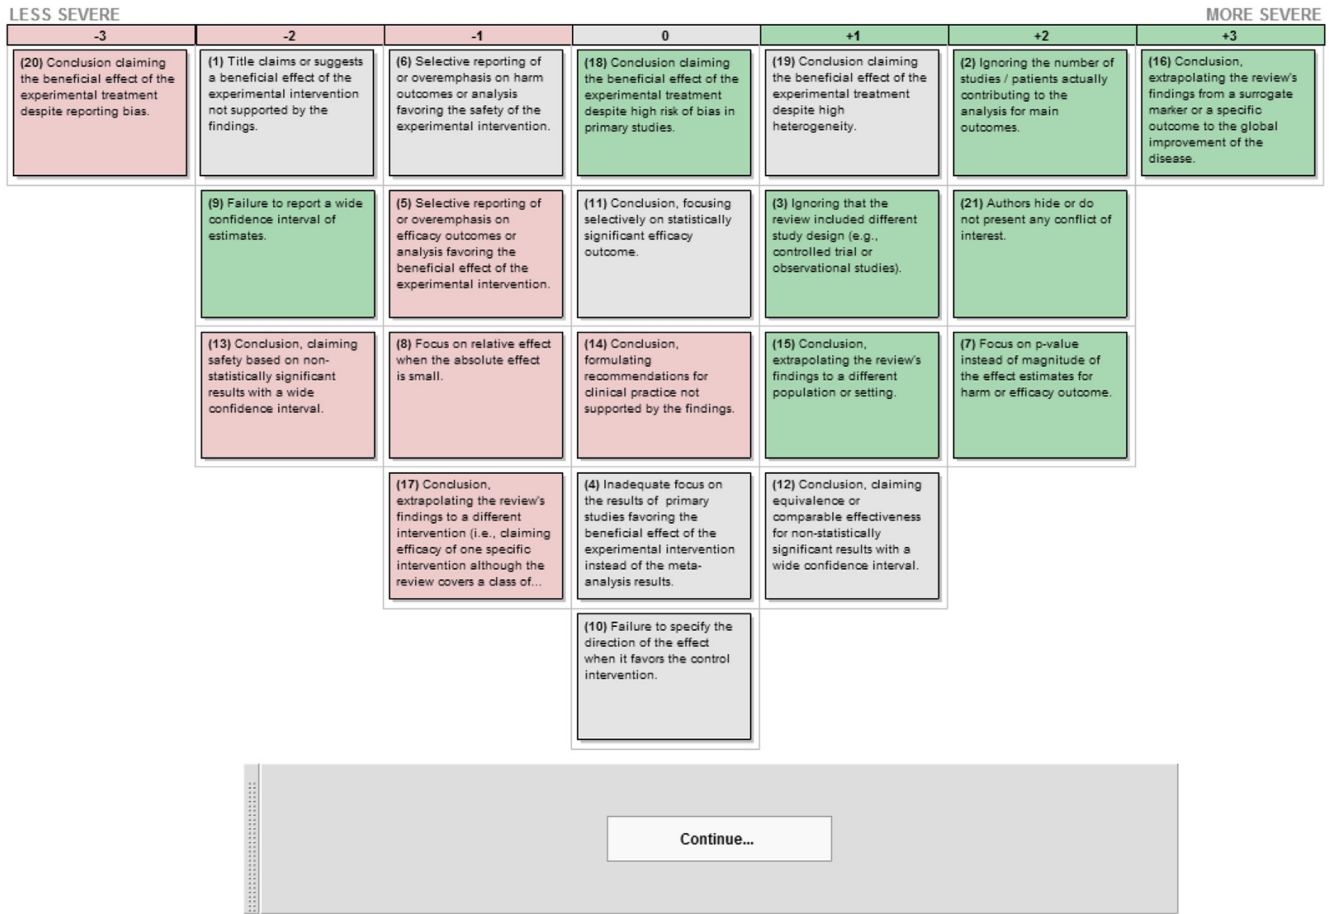 LESS SEVERE
MORE SEVERE
-3
-2
-1
0
+1
+2
+3
(20) Conclusion claiming
the beneficial effect of the
experimental treatment
despite reporting bias.
(1) Title claims or suggests
a beneficial effect of the
experimental intervention
not supported by the
findings.
(6) Selective reporting of
or overemphasis on harm
outcomes or analysis
favoring the safety of the
experimental intervention.
(18) Conclusion claiming
the beneficial effect of the
experimental treatment
despite high risk of bias in
primary studies.
(19) Conclusion claiming
the beneficial effect of the
experimental treatment
despite high
heterogeneity.
(2) Ignoring the number of
studies / patients actually
contributing to the
analysis for main
outcomes.
(16) Conclusion,
extrapolating the review's
findings from a surrogate
marker or a specific
outcome to the global
improvement of the
disease.
(9) Failure to report a wide
confidence interval of
estimates.
(5) Selective reporting of
or overemphasis on
efficacy outcomes or
analysis favoring the
beneficial effect of the
experimental intervention.
(11) Conclusion, focusing
selectively on statistically
significant efficacy
outcome.
(3) Ignoring that the
review included different
study design (e.g.,
controlled trial or
observational studies).
(21) Authors hide or do
not present any conflict of
interest.
(13) Conclusion, claiming
safety based on non-
statistically significant
results with a wide
confidence interval.
(8) Focus on relative effect
when the absolute effect
is small.
(14) Conclusion,
formulating
recommendations for
clinical practice not
supported by the findings.
(15) Conclusion,
extrapolating the review's
findings to a different
population or setting.
(7) Focus on p-value
instead of magnitude of
the effect estimates for
harm or efficacy outcome.
(17) Conclusion,
extrapolating the review's
findings to a different
intervention (i.e., claiming
efficacy of one specific
intervention although the
review covers a class of...
(4) Inadequate focus on
the results of primary
studies favoring the
beneficial effect of the
experimental intervention
instead of the meta-
analysis results.
(12) Conclusion, claiming
equivalence or
comparable effectiveness
for non-statistically
significant results with a
wide confidence interval.
(10) Failure to specify the
direction of the effect
when it favors the control
intervention.
Continue...